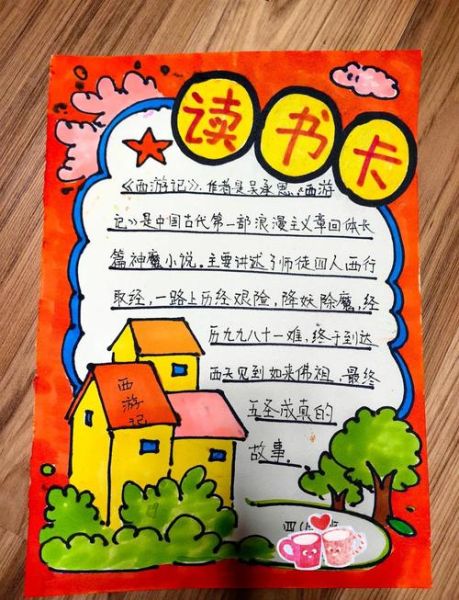 读书卡
《西游记》，作者是吴承恩。《西游
记》是中国古代第一部浪漫主义章回体长
篇神魔小说。主要讲述了师徒四人西行
取经，一路上历经艰险，降妖除魔，经
历九九八十一难，终于到达
西天见到如来佛祖，最终
五圣成真的
故事。
西游记
四